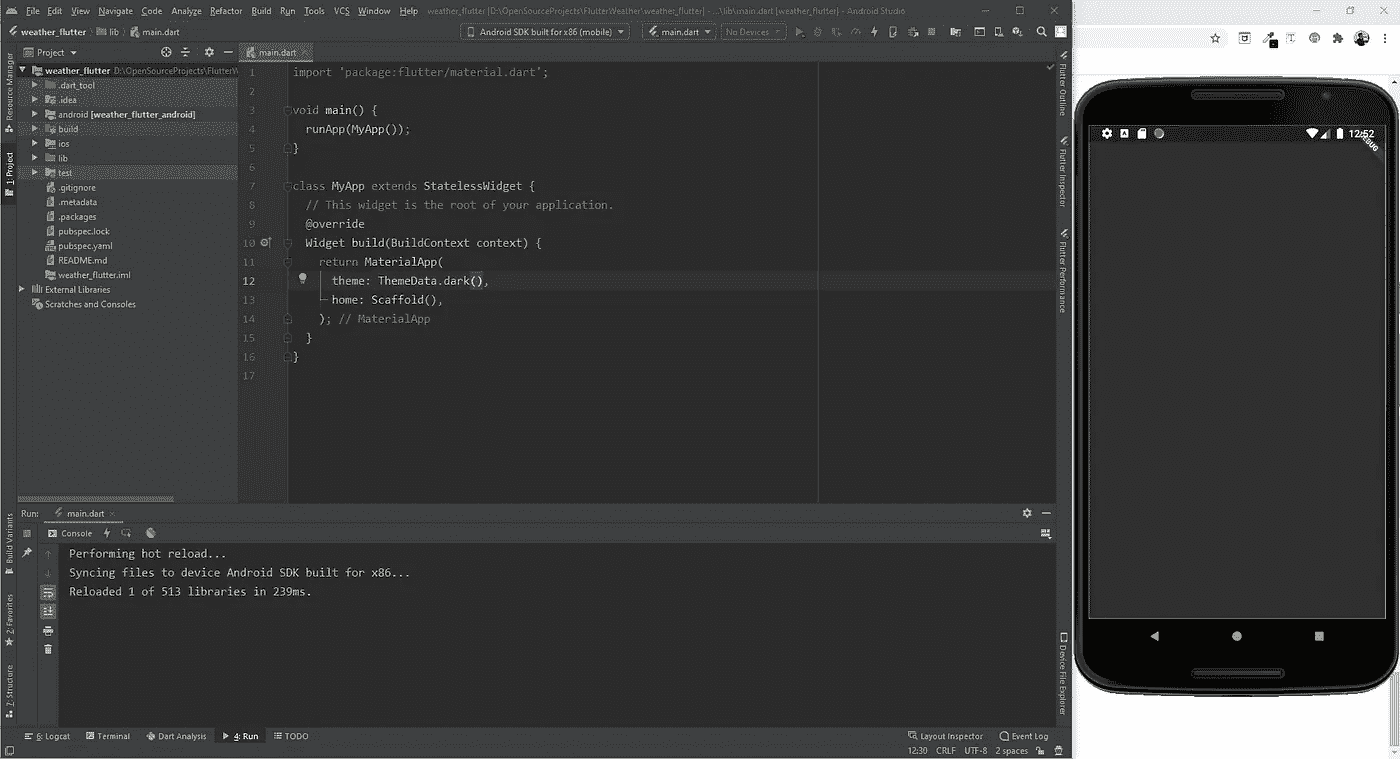 File Edit View Navigate Code Analyze Refactor Build Run Tools VCS Window Help weather_flutter [D:\OpenSourceProjects\FlutterWeather\weather_flutter] - ...\lib\main.dart [weather_flutter] - Android Studio
weather_flutter lib main.dart Android SDK built for x86 (mobile) main.dart No Devices
Project main.dart
Resource Manager
1: Project
weather_flutter D:\OpenSourceProjects\FlutterW
.dart_tool
.idea
android [weather_flutter_android]
build
ios
lib
test
.gitignore
.metadata
.packages
pubspec.lock
pubspec.yaml
README.md
weather_flutter.iml
External Libraries
Scratches and Consoles
1 import 'package:flutter/material.dart';
2
3 void main() {
4 runApp(MyApp());
5 }
6
7 class MyApp extends StatelessWidget {
8 // This widget is the root of your application.
9 @override
10 Widget build(BuildContext context) {
11 return MaterialApp(
12 theme: ThemeData.dark(),
13 home: Scaffold(),
14 ); // MaterialApp
15 }
16 }
17
Flutter Outline
Flutter Inspector
Flutter Performance
Device File Explorer
12:52
DEBUG
Run: main.dart
Console
Performing hot reload...
Syncing files to device Android SDK built for x86...
Reloaded 1 of 513 libraries in 239ms.
Build Variants
2: Favorites
7: Structure
6: Logcat Terminal Dart Analysis 4: Run TODO Layout Inspector Event Log
12:30 CRLF UTF-8 2 spaces